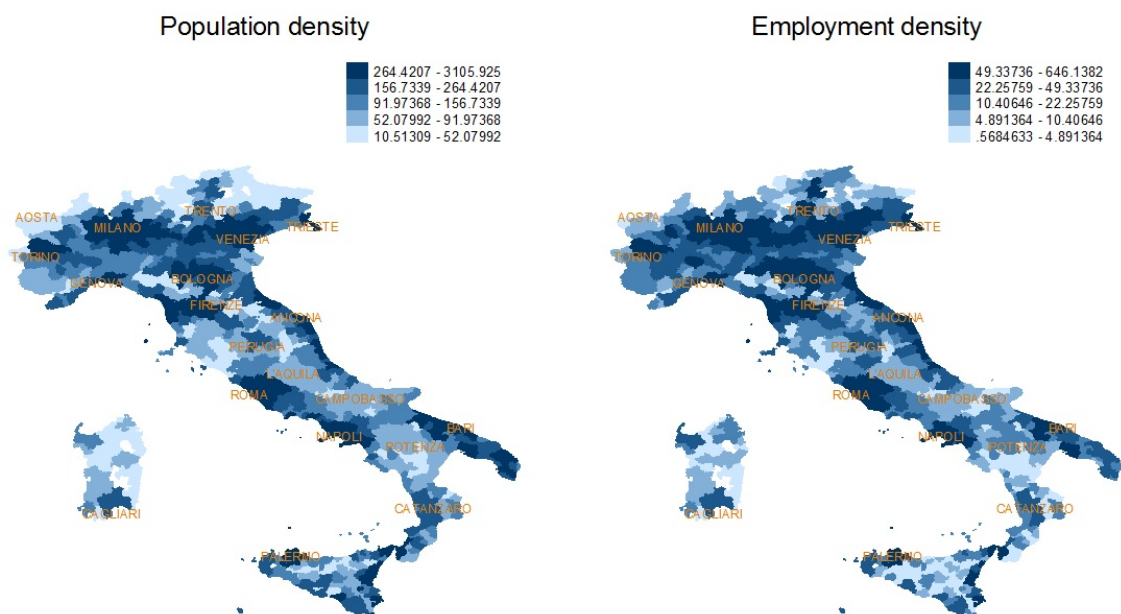 Population density
264.4207 - 3105.925
156.7339 - 264.4207
91.97368 - 156.7339
52.07992 - 91.97368
10.51309 - 52.07992
AOSTA
TRENTO
MILANO
TRIESTE
VENEZIA
TORINO
GENOVA
BOLOGNA
FIRENZE
ANCONA
PERUGIA
L'AQUILA
ROMA
CAMPOBASSO
BARI
NAPOLI
POTENZA
CAGLIARI
CATANZARO
PALERMO
Employment density
49.33736 - 646.1382
22.25759 - 49.33736
10.40646 - 22.25759
4.891364 - 10.40646
.5684633 - 4.891364
AOSTA
TRENTO
MILANO
TRIESTE
VENEZIA
TORINO
GENOVA
BOLOGNA
FIRENZE
ANCONA
PERUGIA
L'AQUILA
ROMA
CAMPOBASSO
BARI
NAPOLI
POTENZA
CAGLIARI
CATANZARO
PALERMO